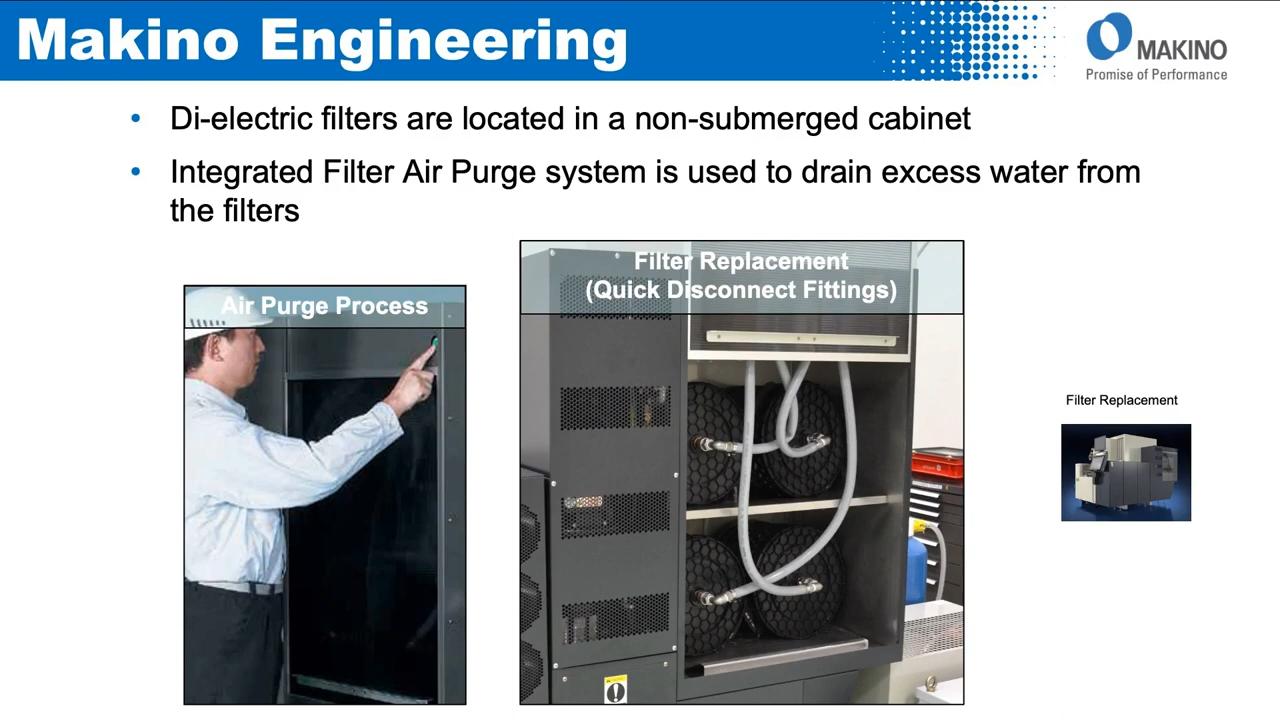 Makino Engineering
MAKINO
Promise of Performance
• Di-electric filters are located in a non-submerged cabinet
• Integrated Filter Air Purge system is used to drain excess water from
the filters
Air Purge Process
Filter Replacement
(Quick Disconnect Fittings)
Filter Replacement